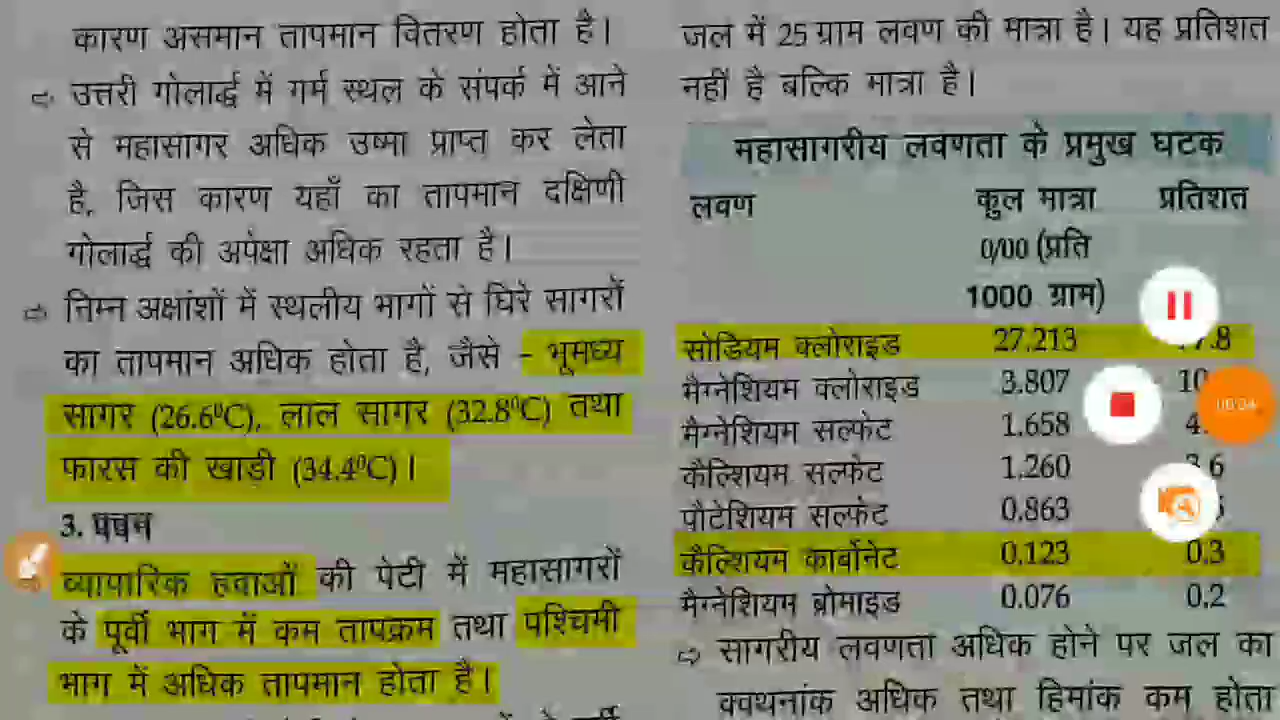 कारण असमान तापमान वितरण होता है।
उत्तरी गोलार्द्ध में गर्म स्थल के संपर्क में आने
से महासागर अधिक उष्मा प्राप्त कर लेता
है, जिस कारण यहाँ का तापमान दक्षिणी
गोलार्द्ध की अपेक्षा अधिक रहता है।
निम्न अक्षांशों में स्थलीय भागों से घिरे सागरों
का तापमान अधिक होता है, जैसे - भूमध्य
सागर (26.6⁰C), लाल सागर (32.8⁰C) तथा
फारस की खाड़ी (34.4⁰C)।
3. पवन
व्यापारिक हवाओं की पेटी में महासागरों
के पूर्वी भाग में कम तापक्रम तथा पश्चिमी
भाग में अधिक तापमान होता है।
जल में 25 ग्राम लवण की मात्रा है। यह प्रतिशत
नहीं है बल्कि मात्रा है।
महासागरीय लवणता के प्रमुख घटक
लवण कुल मात्रा प्रतिशत
0/00 (प्रति
1000 ग्राम)
सोडियम क्लोराइड 27.213
मैग्नेशियम क्लोराइड 3.807
मैग्नेशियम सल्फेट 1.658
कैल्शियम सल्फेट 1.260
पौटेशियम सल्फेट 0.863
कैल्शियम कार्बोनेट 0.123 0.3
मैग्नेशियम ब्रोमाइड 0.076 0.2
सागरीय लवणता अधिक होने पर जल का
क्वथनांक अधिक तथा हिमांक कम होता